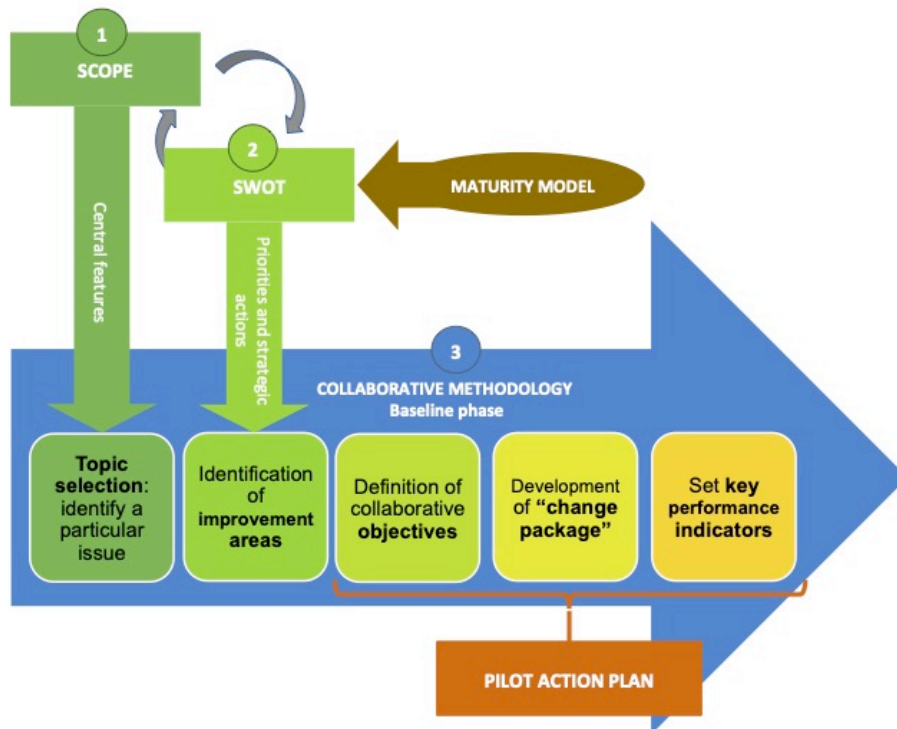 1
SCOPE
2
SWOT
MATURITY MODEL
Central features
Priorities and strategic
actions
3
COLLABORATIVE METHODOLOGY
Baseline phase
Topic
selection:
identify a
particular
issue
Identification
of
improvement
areas
Definition of
collaborative
objectives
Development
of “change
package”
Set key
performance
indicators
PILOT ACTION PLAN